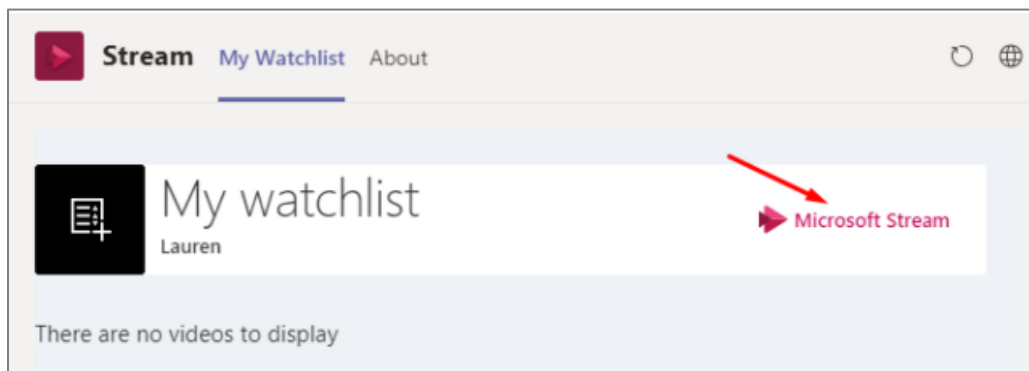 Stream My Watchlist About
My watchlist
Lauren
Microsoft Stream
There are no videos to display